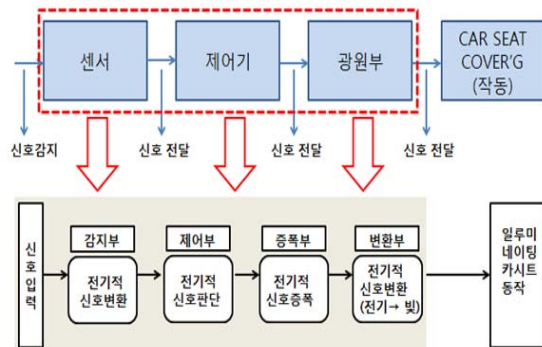 센서
제어기
광원부
CAR SEAT
COVER'G
(작동)
신호감지
신호 전달
신호 전달
신호 전달
신호입력
감지부
제어부
증폭부
변환부
전기적
신호변환
전기적
신호판단
전기적
신호증폭
전기적
신호변환
(전기→ 빛)
일루미
네이팅
카시트
동작